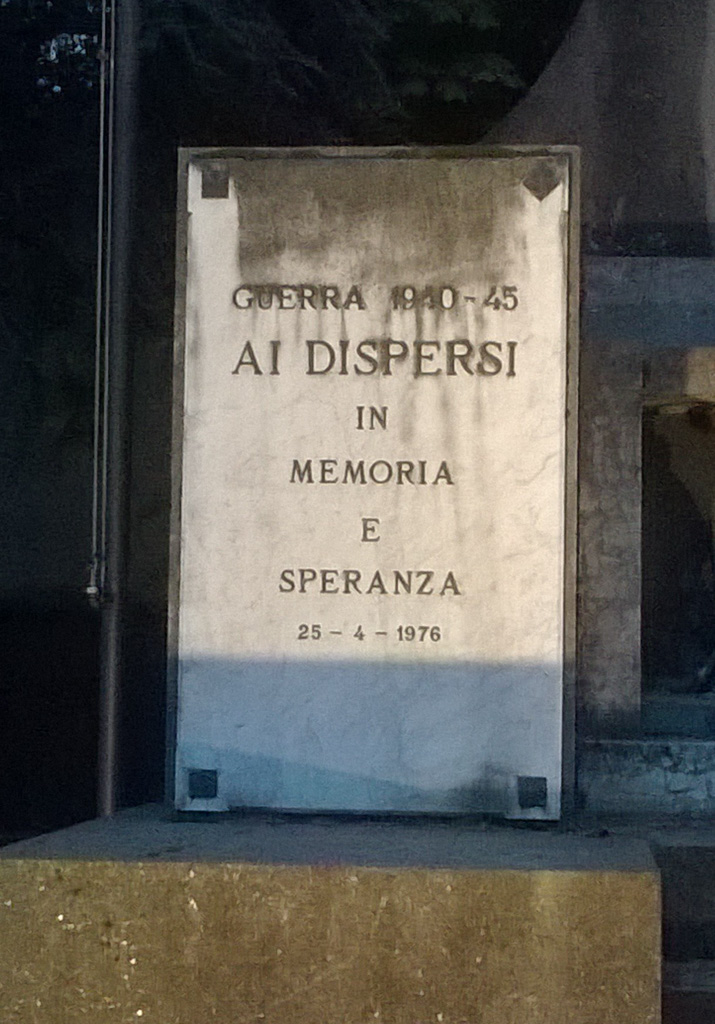 GUERRA 1940-45
AI DISPERSI
IN
MEMORIA
E
SPERANZA
25 - 4 - 1976